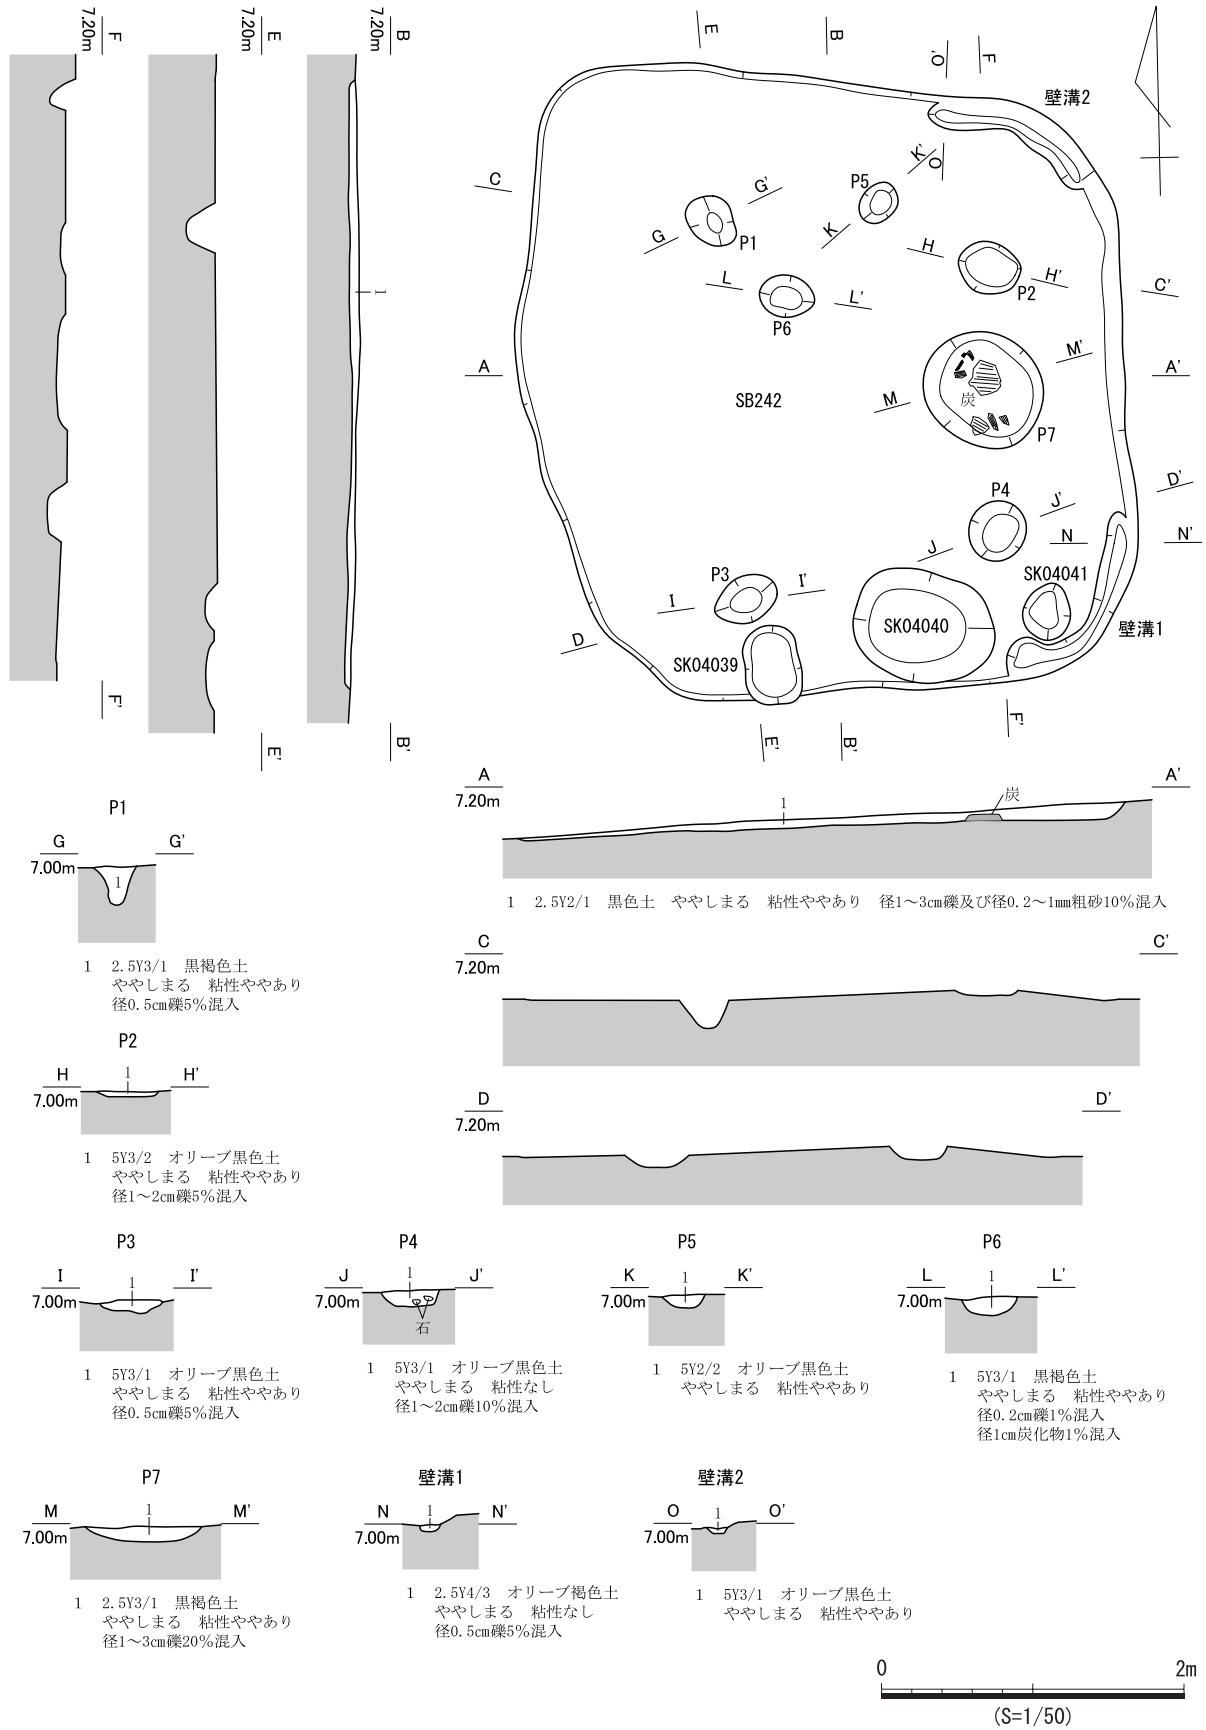 F
7.20m
F'
E
7.20m
E'
B
7.20m
1
B'
E
B
O'
F
壁溝2
K'
O
P5
C
G'
G
K
P1
H
H'
P2
L
L'
P6
C'
M'
A
A'
SB242
炭
M
P7
D'
P4
J'
N
N'
J
SK04041
P3
I'
I
SK04040
壁溝1
D
SK04039
F'
E'
B'
A
A'
7.20m
炭
1
1 2.5Y2/1 黒色土 ややしまる 粘性ややあり 径1～3cm礫及び径0.2～1mm粗砂10%混入
C
C'
7.20m
D
D'
7.20m
P1
G
G'
7.00m
1
1 2.5Y3/1 黒褐色土
ややしまる 粘性ややあり
径0.5cm礫5%混入
P2
1
H
H'
7.00m
1 5Y3/2 オリーブ黒色土
ややしまる 粘性ややあり
径1～2cm礫5%混入
P3
1
I
I'
7.00m
1 5Y3/1 オリーブ黒色土
ややしまる 粘性ややあり
径0.5cm礫5%混入
P4
1
J
J'
7.00m
石
1 5Y3/1 オリーブ黒色土
ややしまる 粘性なし
径1～2cm礫10%混入
P5
1
K
K'
7.00m
1 5Y2/2 オリーブ黒色土
ややしまる 粘性ややあり
P6
1
L
L'
7.00m
1 5Y3/1 黒褐色土
ややしまる 粘性ややあり
径0.2cm礫1%混入
径1cm炭化物1%混入
P7
1
M
M'
7.00m
1 2.5Y3/1 黒褐色土
ややしまる 粘性ややあり
径1～3cm礫20%混入
壁溝1
1
N
N'
7.00m
1 2.5Y4/3 オリーブ褐色土
ややしまる 粘性なし
径0.5cm礫5%混入
壁溝2
1
O
O'
7.00m
1 5Y3/1 オリーブ黒色土
ややしまる 粘性ややあり
0
2m
(S=1/50)